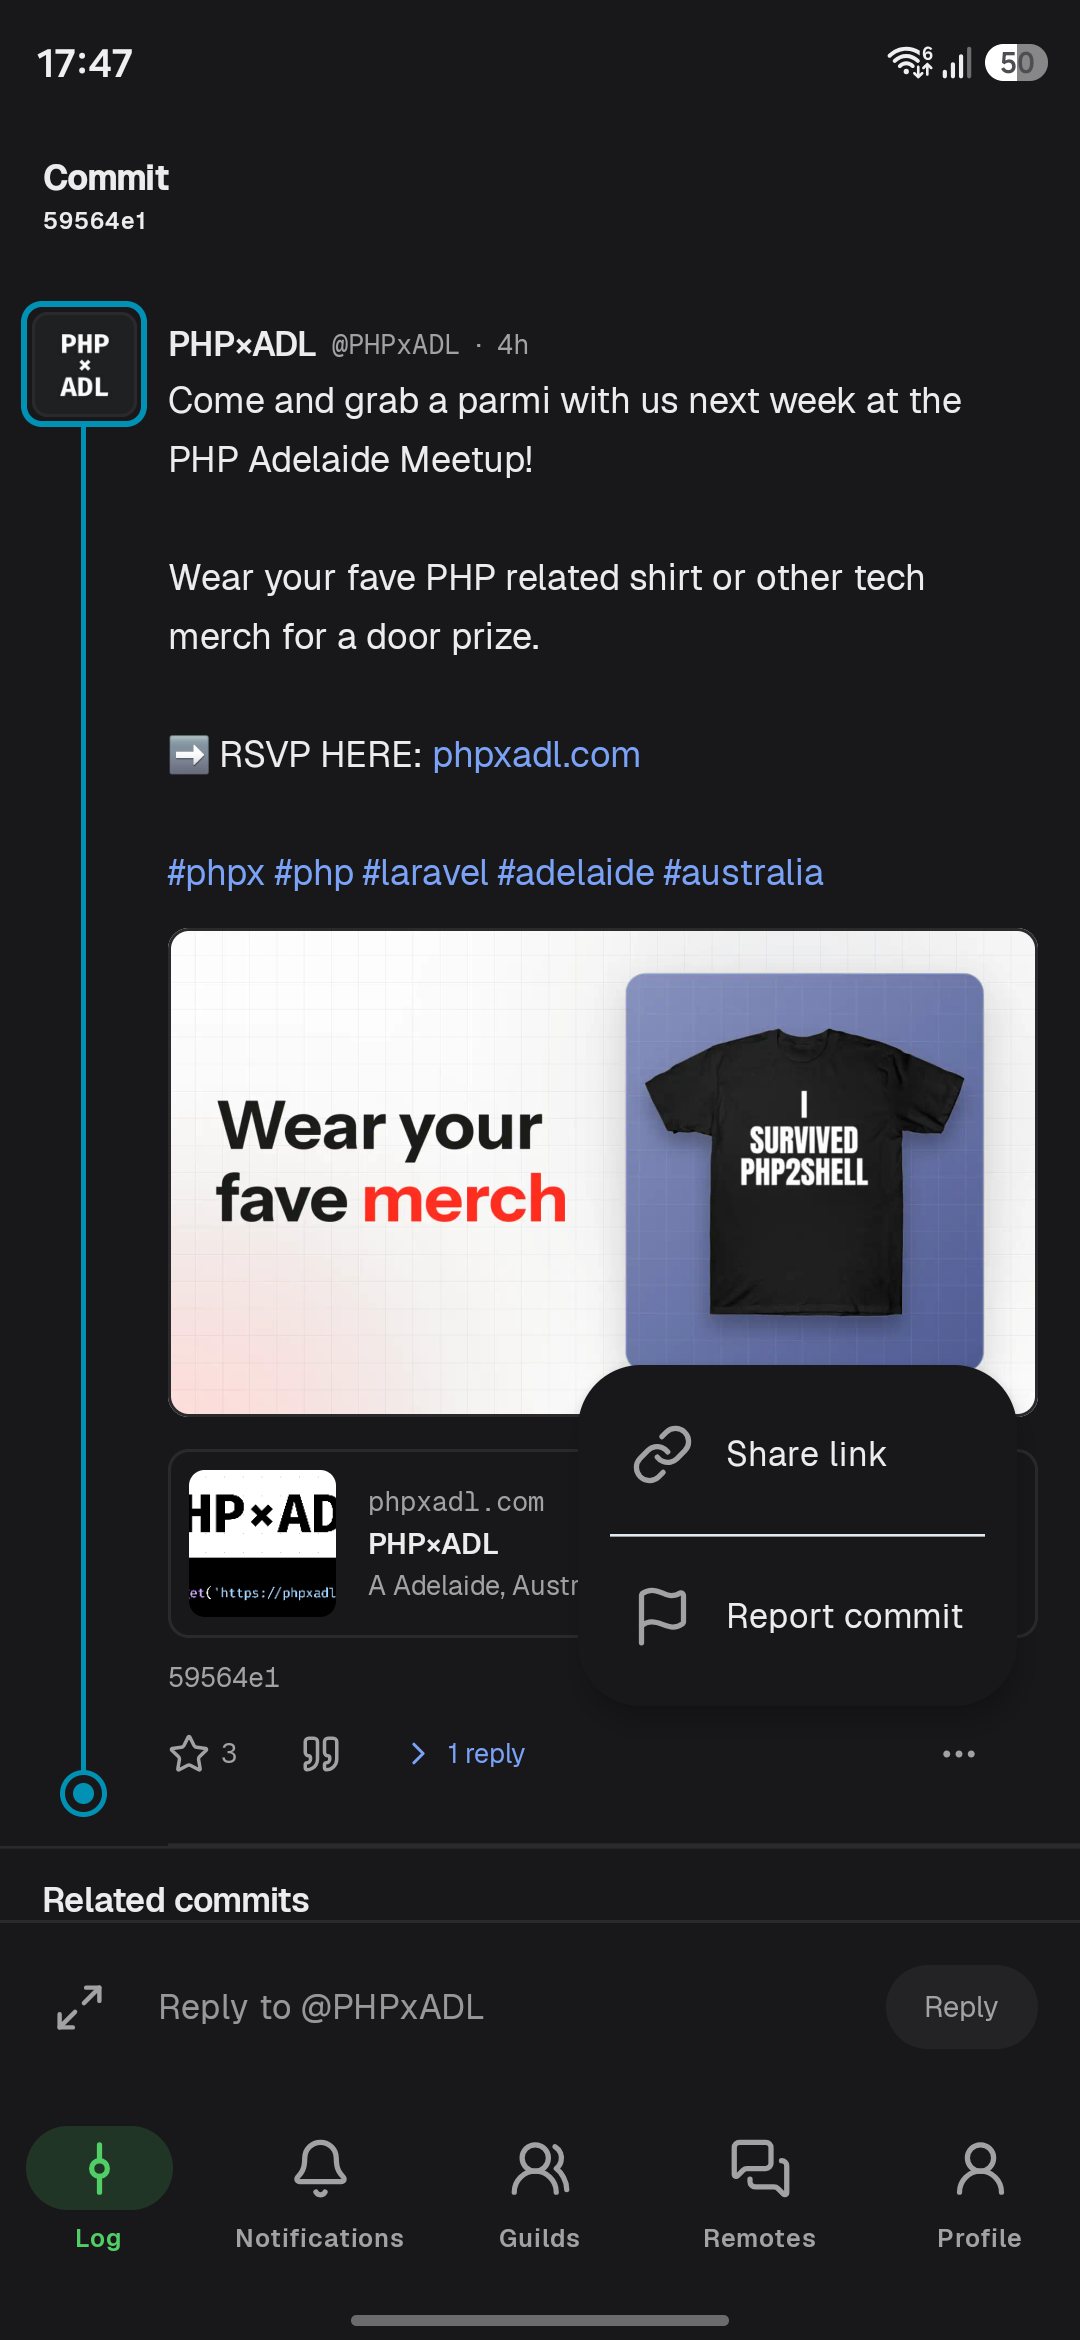 17:47
6
50
Commit
59564e1
PHP
×
ADL
PHP×ADL @PHPxADL · 4h
Come and grab a parmi with us next week at the
PHP Adelaide Meetup!
Wear your fave PHP related shirt or other tech
merch for a door prize.
➡️ RSVP HERE: phpxadl.com
#phpx #php #laravel #adelaide #australia
Wear your
fave merch
I
SURVIVED
PHP2SHELL
Share link
Report commit
HP×AD
et('https://phpxadl
phpxadl.com
PHP×ADL
A Adelaide, Austr
59564e1
3
1 reply
Related commits
Reply to @PHPxADL
Reply
Log
Notifications
Guilds
Remotes
Profile